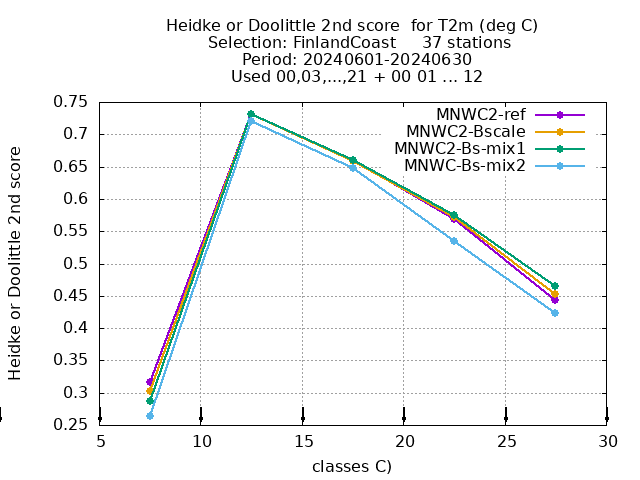 Heidke or Doolittle 2nd score  for T2m (deg C)
Selection: FinlandCoast     37 stations
Period: 20240601-20240630
Used 00,03,...,21 + 00 01 ... 12
MNWC2-ref
MNWC2-Bscale
MNWC2-Bs-mix1
MNWC-Bs-mix2
Heidke or Doolittle 2nd score
0.75
0.7
0.65
0.6
0.55
0.5
0.45
0.4
0.35
0.3
0.25
5 10 15 20 25 30
classes C)